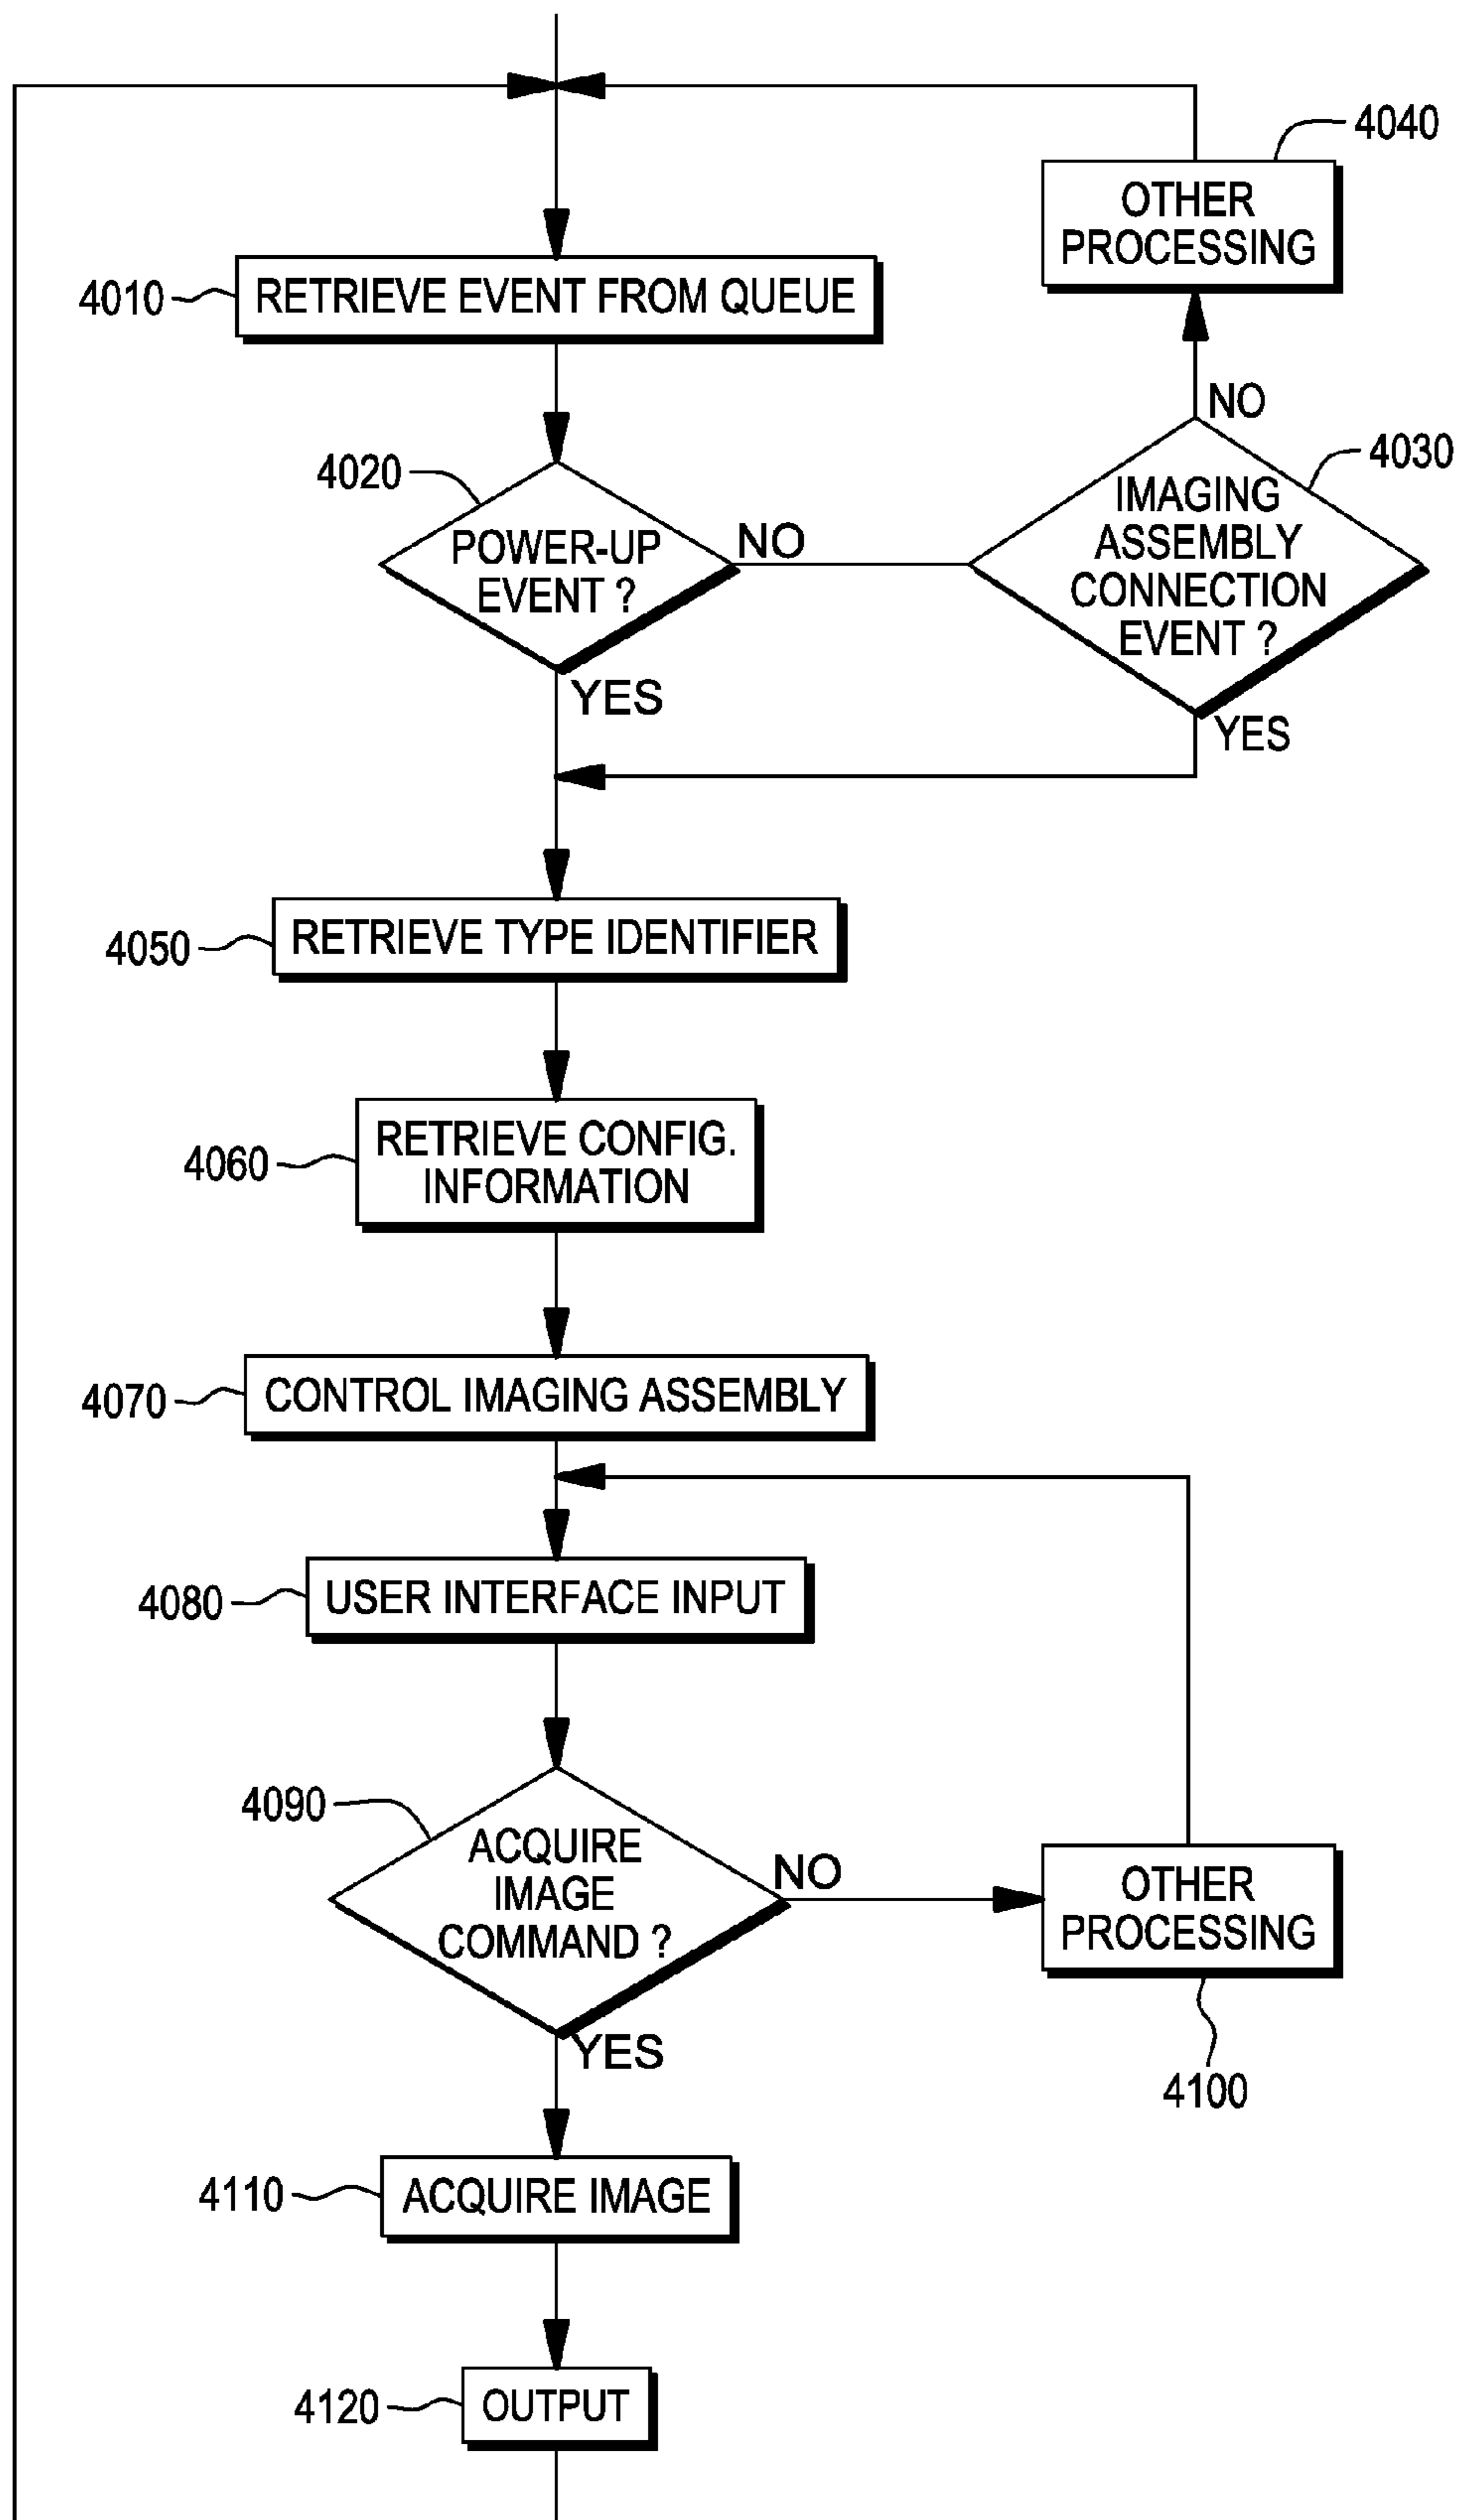 4040
OTHER
PROCESSING
4010
RETRIEVE EVENT FROM QUEUE
NO
4030
4020
IMAGING
ASSEMBLY
CONNECTION
EVENT ?
POWER-UP
EVENT ?
NO
YES
YES
4050
RETRIEVE TYPE IDENTIFIER
4060
RETRIEVE CONFIG.
INFORMATION
4070
CONTROL IMAGING ASSEMBLY
4080
USER INTERFACE INPUT
4090
ACQUIRE
IMAGE
COMMAND ?
NO
OTHER
PROCESSING
YES
4100
4110
ACQUIRE IMAGE
4120
OUTPUT